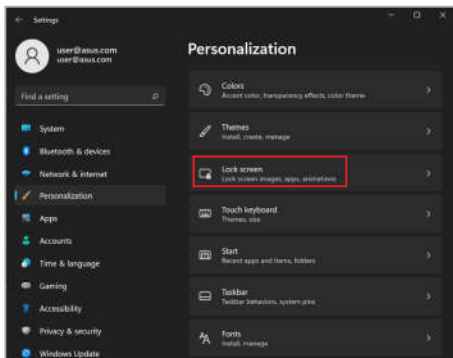 Settings
user@asus.com
user@asus.com
Find a setting
System
Bluetooth & devices
Network & internet
Personalization
Apps
Accounts
Time & language
Gaming
Accessibility
Privacy & security
Windows Update
Personalization
Colors
Accent color, transparency effects, color theme
Themes
Install, create, manage
Lock screen
Lock screen images, apps, animations
Touch keyboard
Themes, size
Start
Recent apps and items, folders
Taskbar
Taskbar behaviors, system pins
Fonts
Install, manage